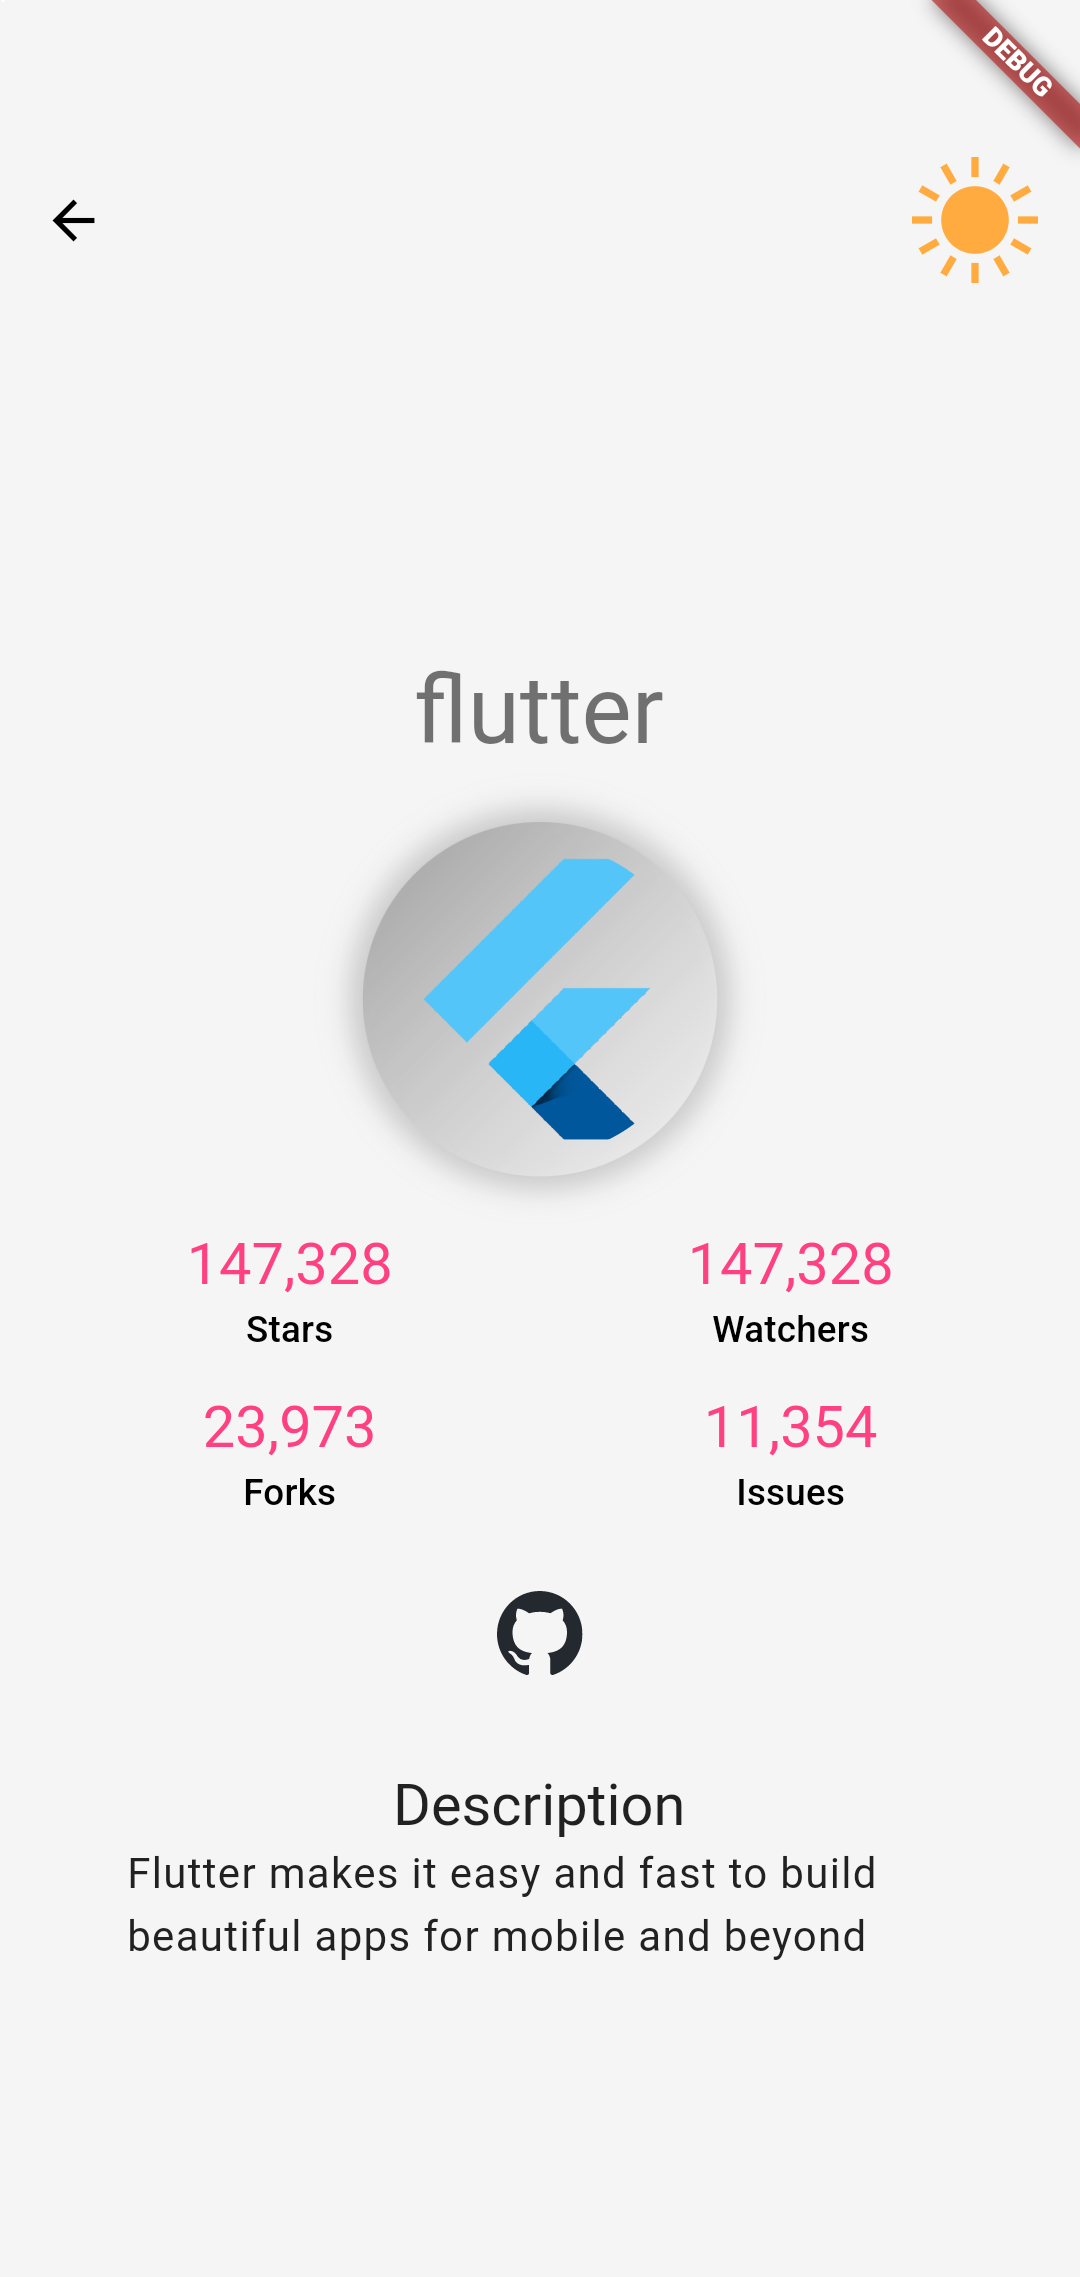 DEBUG
flutter
147,328
147,328
Stars
Watchers
23,973
11,354
Forks
Issues
Description
Flutter makes it easy and fast to build
beautiful apps for mobile and beyond